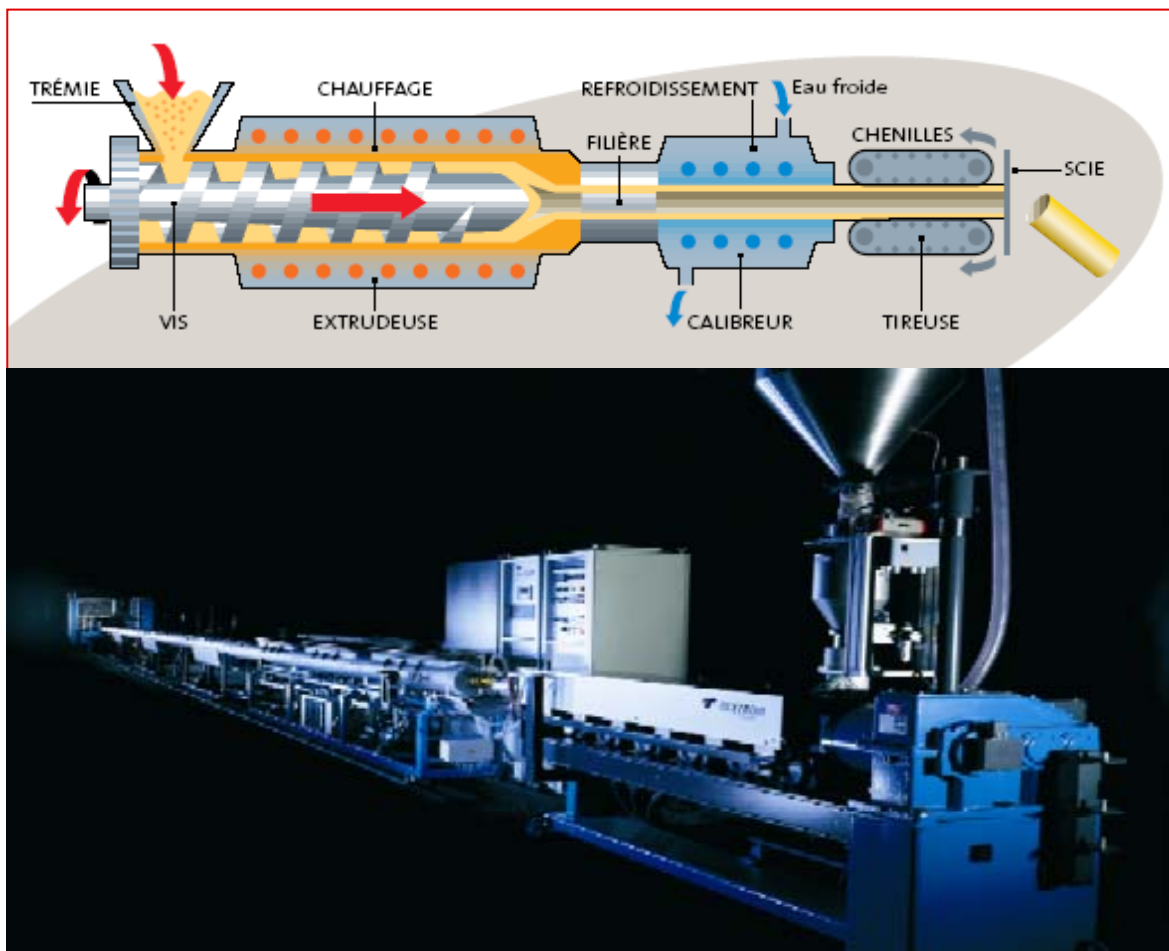 TRÉMIE
CHAUFFAGE
REFROIDISSEMENT
Eau froide
FILIÈRE
CHENILLES
SCIE
VIS
EXTRUDEUSE
CALIBREUR
TIREUSE